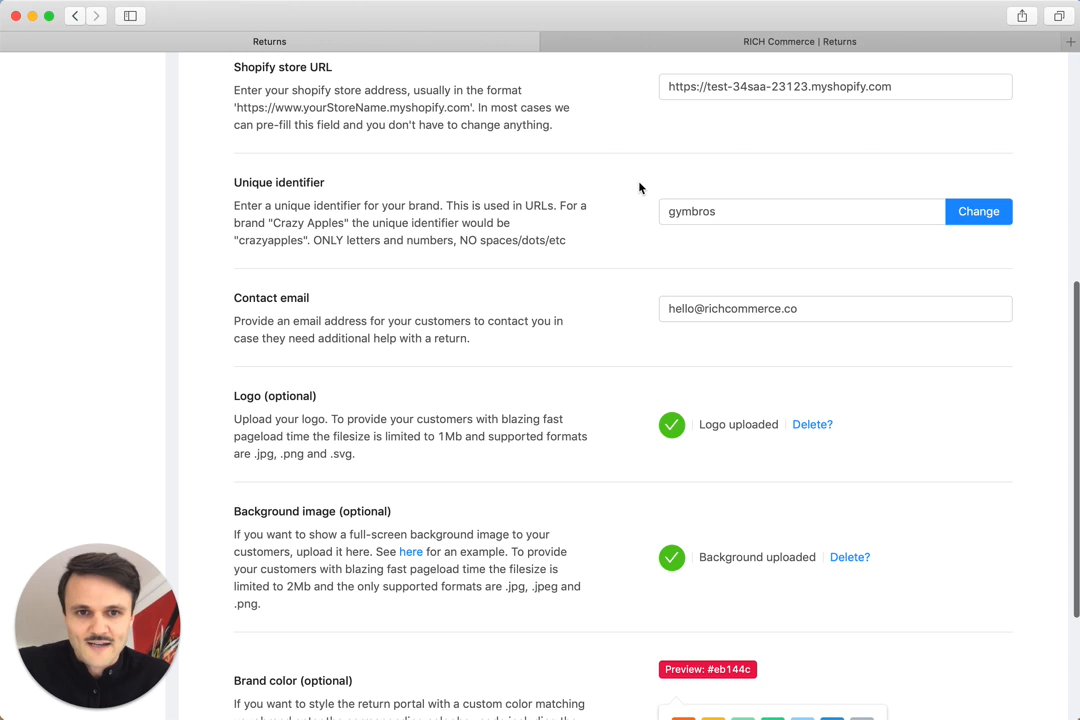 Returns
RICH Commerce | Returns
Shopify store URL
Enter your shopify store address, usually in the format
'https://www.yourStoreName.myshopify.com'. In most cases we
can pre-fill this field and you don't have to change anything.
https://test-34saa-23123.myshopify.com
Unique identifier
Enter a unique identifier for your brand. This is used in URLs. For a
brand "Crazy Apples" the unique identifier would be
"crazyapples". ONLY letters and numbers, NO spaces/dots/etc
gymbros
Change
Contact email
Provide an email address for your customers to contact you in
case they need additional help with a return.
hello@richcommerce.co
Logo (optional)
Upload your logo. To provide your customers with blazing fast
pageload time the filesize is limited to 1Mb and supported formats
are .jpg, .png and .svg.
Logo uploaded
Delete?
Background image (optional)
If you want to show a full-screen background image to your
customers, upload it here. See here for an example. To provide
your customers with blazing fast pageload time the filesize is
limited to 2Mb and the only supported formats are .jpg, .jpeg and
.png.
Background uploaded
Delete?
Brand color (optional)
If you want to style the return portal with a custom color matching
Preview: #eb144c